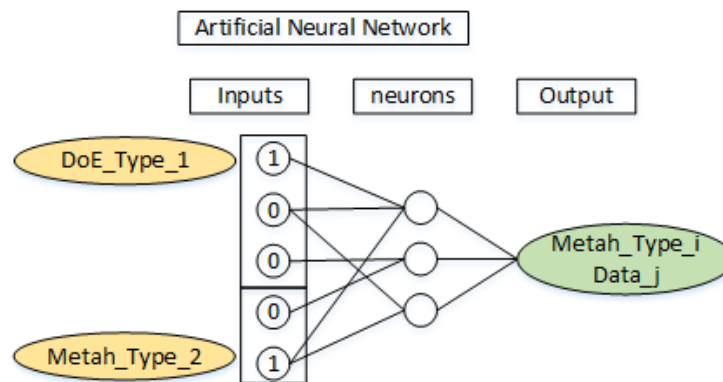 Artificial Neural Network
Inputs
neurons
Output
DoE_Type_1
1
0
0
0
1
Metah_Type_2
Metah_Type_i
Data_j